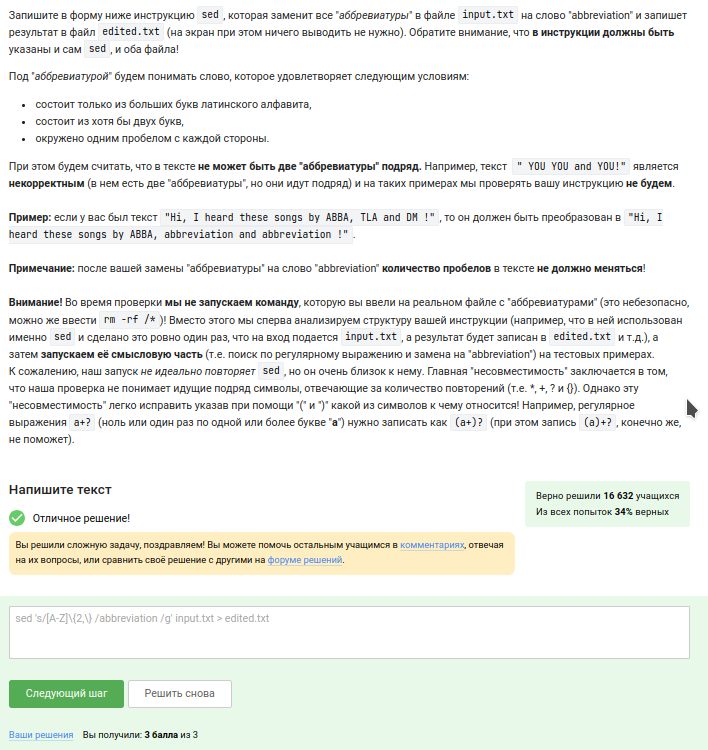 Запишите в форму ниже инструкцию sed, которая заменит все "аббревиатуры" в файле input.txt на слово "abbreviation" и запишет
результат в файл edited.txt (на экран при этом ничего выводить не нужно). Обратите внимание, что в инструкции должны быть
указаны и сам sed, и оба файла!
Под "аббревиатурой" будем понимать слово, которое удовлетворяет следующим условиям:
• состоит только из больших букв латинского алфавита,
• состоит из хотя бы двух букв,
• окружено одним пробелом с каждой стороны.
При этом будем считать, что в тексте не может быть две "аббревиатуры" подряд. Например, текст " YOU YOU and YOU!" является
некорректным (в нем есть две "аббревиатуры", но они идут подряд) и на таких примерах мы проверять вашу инструкцию не будем.
Пример: если у вас был текст "Hi, I heard these songs by ABBA, TLA and DM !", то он должен быть преобразован в "Hi, I
heard these songs by ABBA, abbreviation and abbreviation !".
Примечание: после вашей замены "аббревиатуры" на слово "abbreviation" количество пробелов в тексте не должно меняться!
Внимание! Во время проверки мы не запускаем команду, которую вы ввели на реальном файле с "аббревиатурами" (это небезопасно,
можно же ввести rm -rf /* )! Вместо этого мы сперва анализируем структуру вашей инструкции (например, что в ней использован
именно sed и сделано это ровно один раз, что на вход подается input.txt, а результат будет записан в edited.txt и т.д.), а
затем запускаем её смысловую часть (т.е. поиск по регулярному выражению и замена на "abbreviation") на тестовых примерах.
К сожалению, наш запуск не идеально повторяет sed, но он очень близок к нему. Главная "несовместимость" заключается в том,
что наша проверка не понимает идущие подряд символы, отвечающие за количество повторений (т.е. *, +, ? и {}). Однако эту
"несовместимость" легко исправить указав при помощи "(" и ")" какой из символов к чему относится! Например, регулярное
выражения a+? (ноль или один раз по одной или более букве "a") нужно записать как (a+)? (при этом запись (a)+?, конечно же,
не поможет).
Напишите текст
Верно решили 16 632 учащихся
Из всех попыток 34% верных
Отличное решение!
Вы решили сложную задачу, поздравляем! Вы можете помочь остальным учащимся в комментариях, отвечая
на их вопросы, или сравнить своё решение с другими на форуме решений.
sed 's/[A-Z]\{2,\} /abbreviation /g' input.txt > edited.txt
Следующий шаг
Решить снова
Ваши решения Вы получили: 3 балла из 3